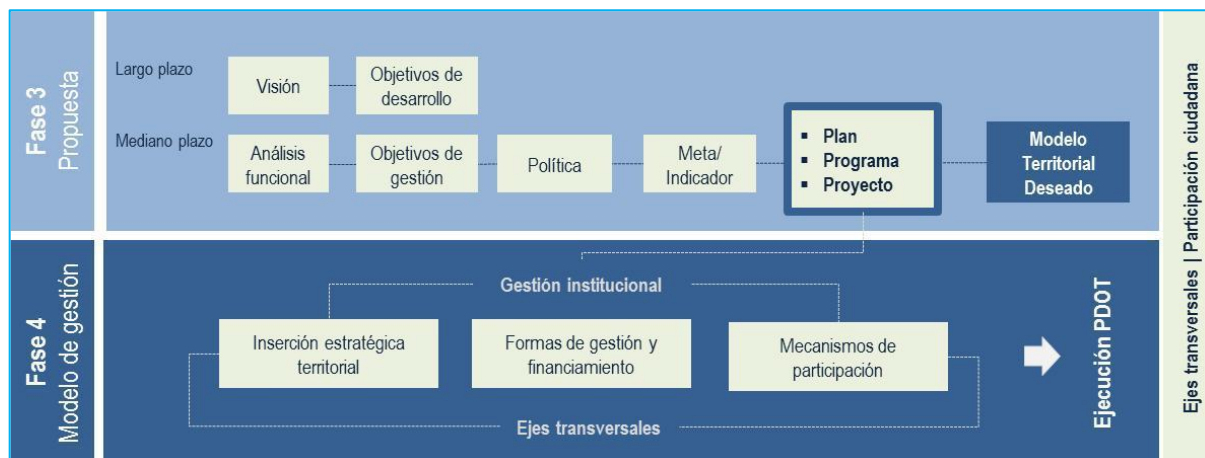 Fase 3
Propuesta
Largo plazo
Visión
Objetivos de
desarrollo
Mediano plazo
Análisis
funcional
Objetivos de
gestión
Política
Meta/
Indicador
▪ Plan
▪ Programa
▪ Proyecto
Modelo
Territorial
Deseado
Fase 4
Modelo de gestión
Gestión institucional
Inserción estratégica
territorial
Formas de gestión y
financiamiento
Mecanismos de
participación
Ejes transversales
Ejecución PDOT
Ejes transversales | Participación ciudadana